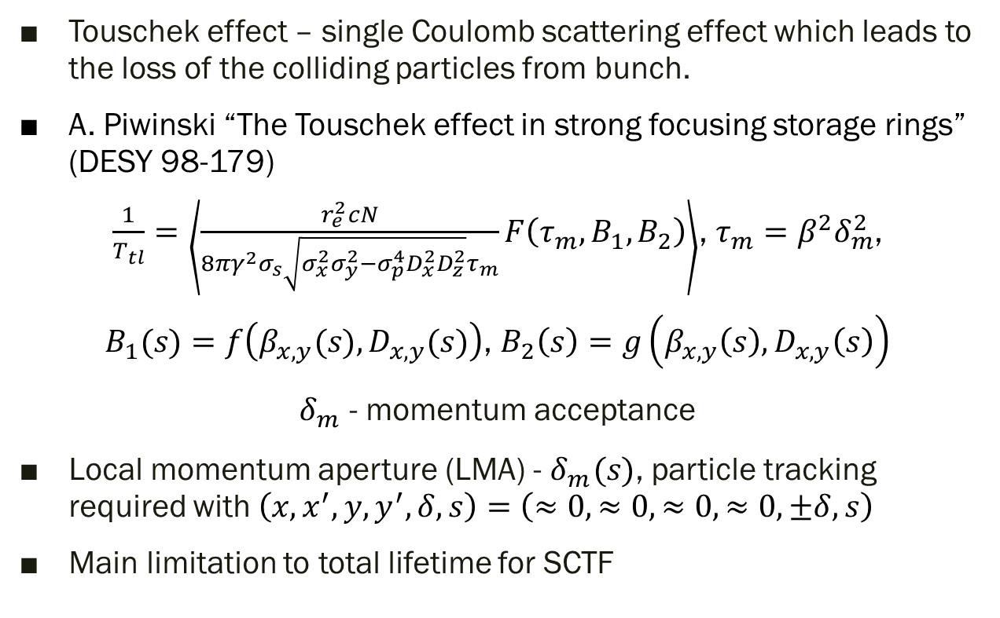 ■ Touschek effect – single Coulomb scattering effect which leads to
the loss of the colliding particles from bunch.
■ A. Piwinski “The Touschek effect in strong focusing storage rings”
(DESY 98-179)
$\frac{1}{T_{tl}} = \left\langle \frac{r_e^2 cN}{8\pi\gamma^2\sigma_s\sqrt{\sigma_x^2\sigma_y^2-\sigma_p^4 D_x^2 D_z^2}\tau_m} F(\tau_m, B_1, B_2) \right\rangle, \tau_m = \beta^2\delta_m^2,$
$B_1(s) = f(\beta_{x,y}(s), D_{x,y}(s)), B_2(s) = g\left(\beta_{x,y}(s), D_{x,y}(s)\right)$
$\delta_m$ - momentum acceptance
■ Local momentum aperture (LMA) - $\delta_m(s)$, particle tracking
required with $(x, x', y, y', \delta, s) = (\approx 0, \approx 0, \approx 0, \approx 0, \pm\delta, s)$
■ Main limitation to total lifetime for SCTF